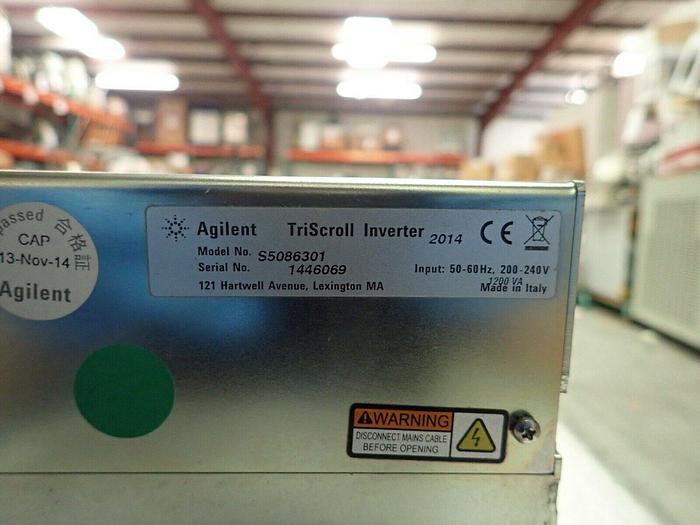 passed 合格証
CAP
13-Nov-14
Agilent
Agilent TriScroll Inverter 2014 CE
Model No. S5086301
Serial No. 1446069 Input: 50-60Hz, 200-240V
1200 VA
121 Hartwell Avenue, Lexington MA Made in Italy
WARNING
DISCONNECT MAINS CABLE
BEFORE OPENING